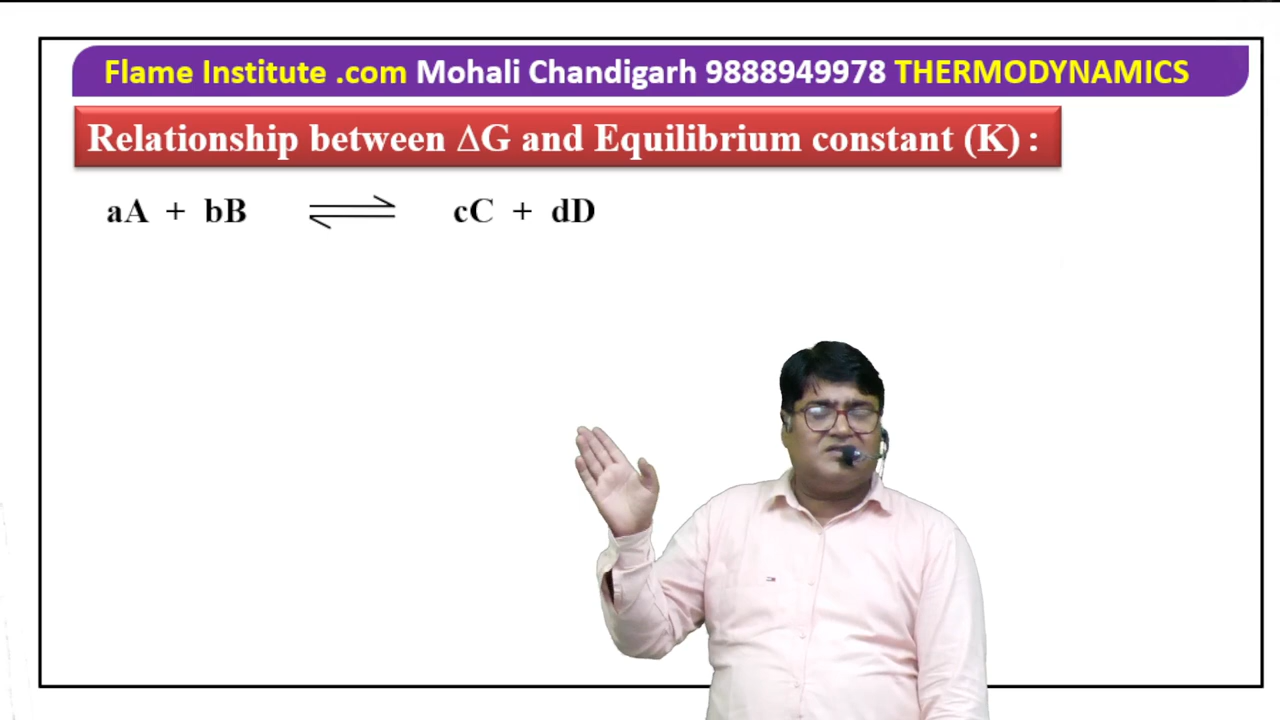 Flame Institute .com Mohali Chandigarh 9888949978 THERMODYNAMICS
Relationship between ΔG and Equilibrium constant (K) :
aA + bB ⇌ cC + dD